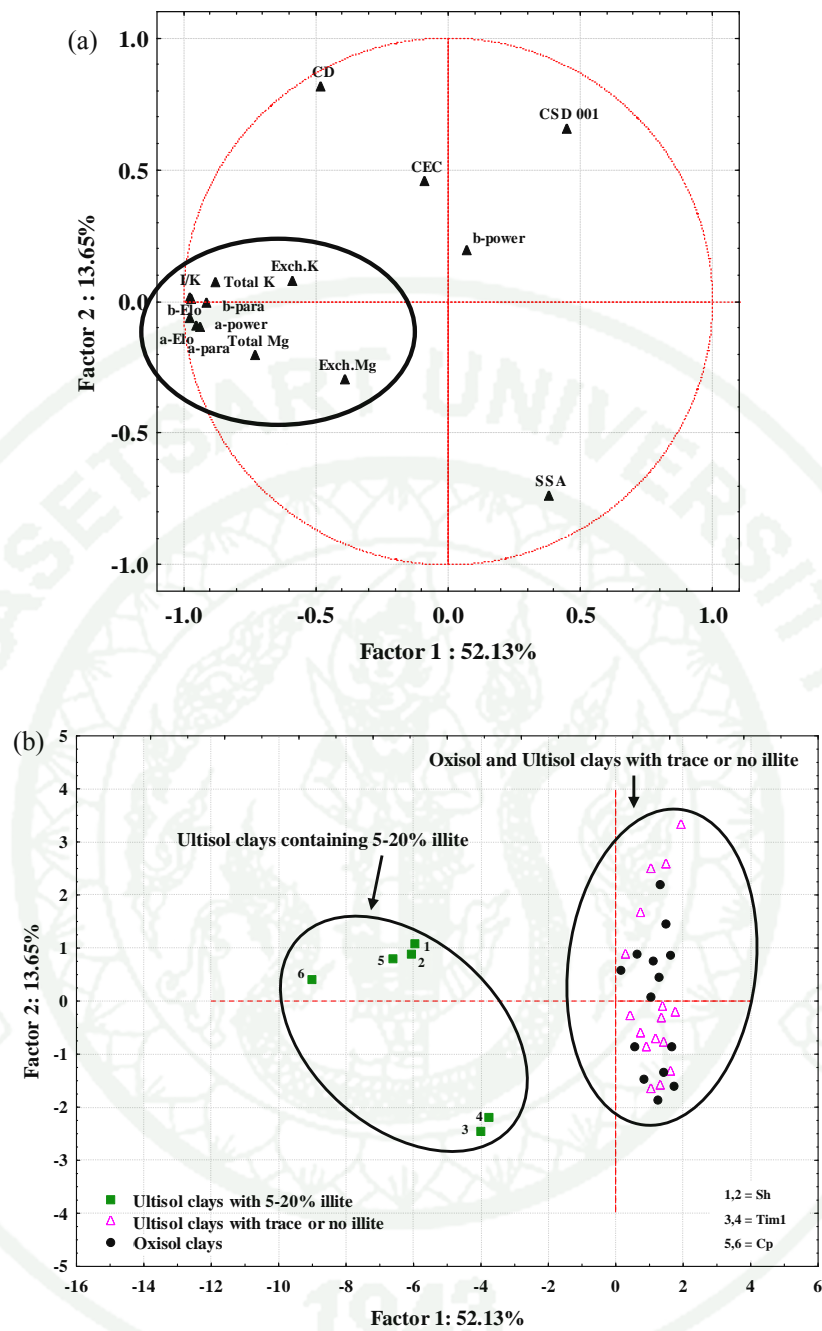 (a)
1.0
0.5
0.0
-0.5
-1.0
Factor 2 : 13.65%
CD
CSD 001
CEC
b-power
Exch.K
I/K
Total K
b-para
b-Elo
a-power
a-Elo
a-para
Total Mg
Exch.Mg
SSA
-1.0 -0.5 0.0 0.5 1.0
Factor 1 : 52.13%
KASETSART UNIVERSITY
(b)
5
4
3
2
1
0
-1
-2
-3
-4
-5
Factor 2: 13.65%
Oxisol and Ultisol clays with trace or no illite
Ultisol clays containing 5-20% illite
1
2
5
6
4
3
Ultisol clays with 5-20% illite
Ultisol clays with trace or no illite
Oxisol clays
1,2 = Sh
3,4 = Tim1
5,6 = Cp
-16 -14 -12 -10 -8 -6 -4 -2 0 2 4 6
Factor 1: 52.13%
1943